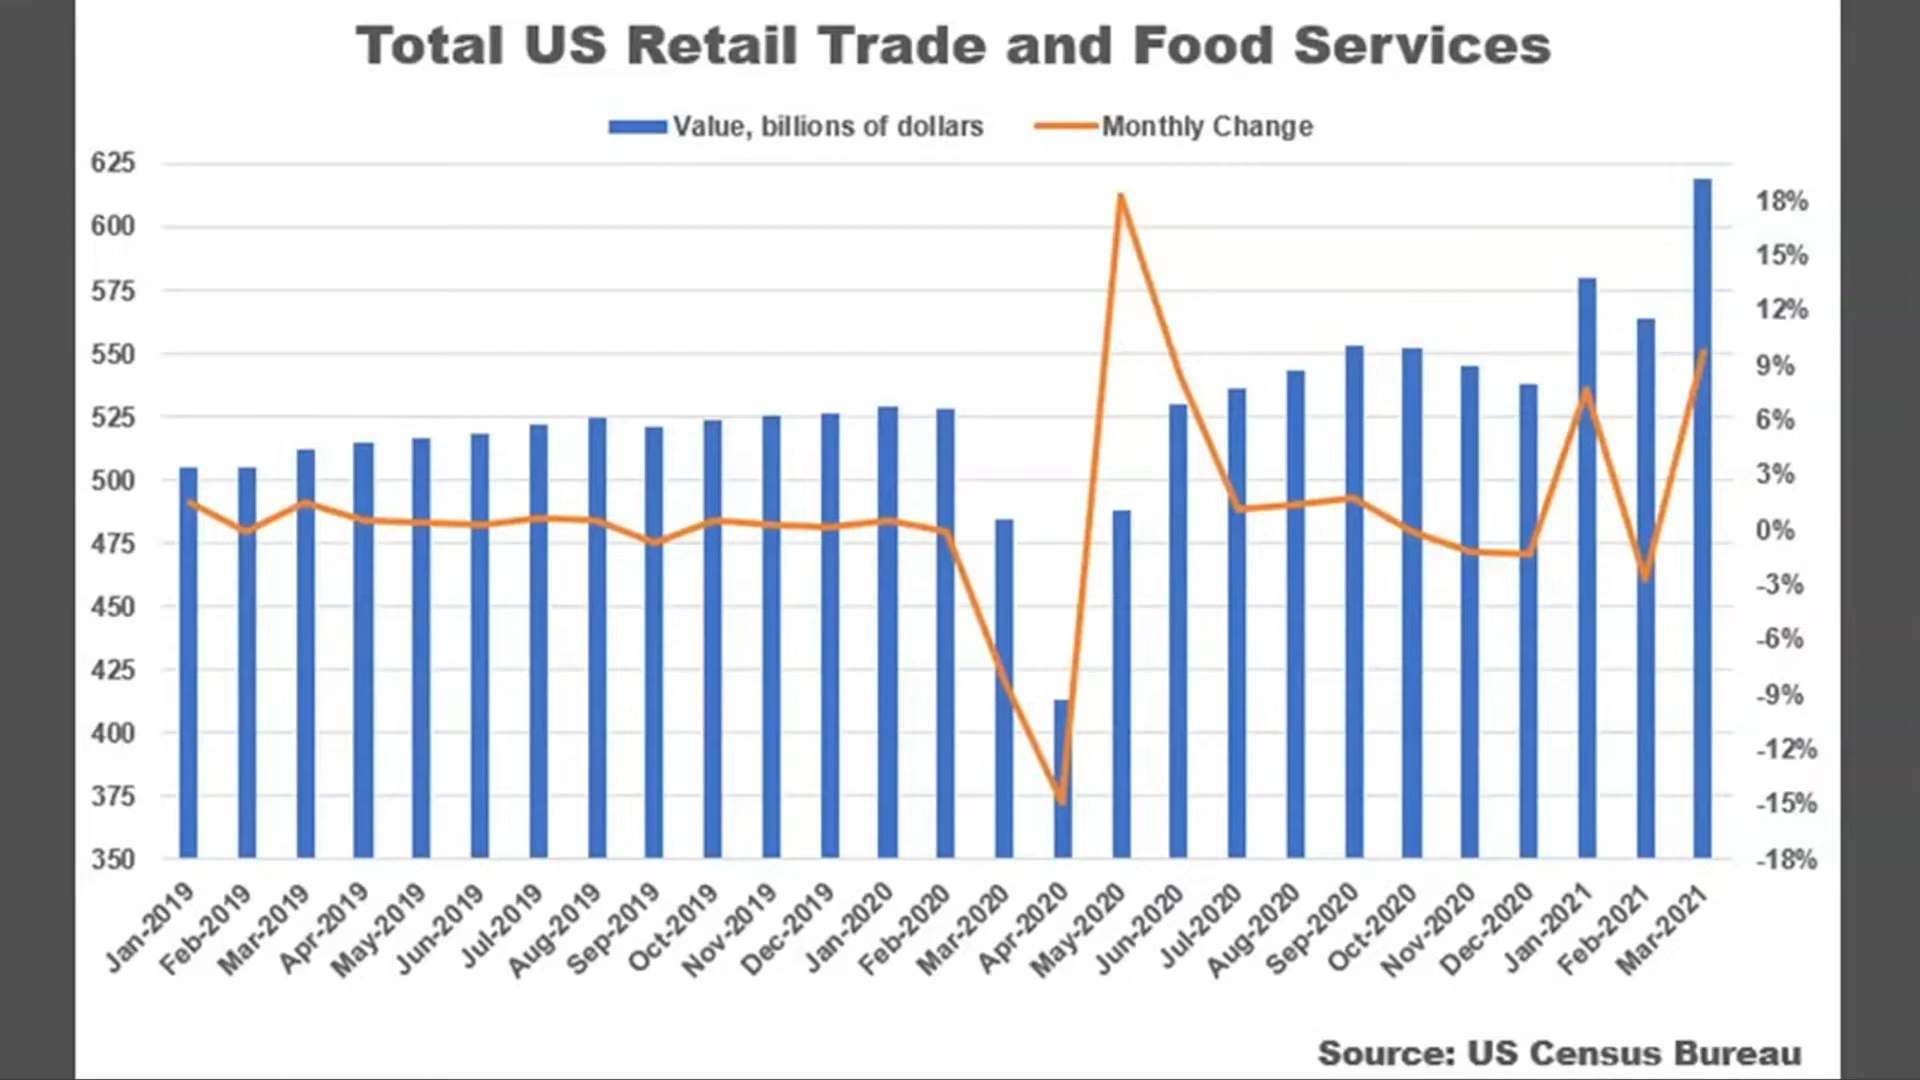 Total US Retail Trade and Food Services
Value, billions of dollars
Monthly Change
625
600
575
550
525
500
475
450
425
400
375
350
18%
15%
12%
9%
6%
3%
0%
-3%
-6%
-9%
-12%
-15%
-18%
Jan-2019
Feb-2019
Mar-2019
Apr-2019
May-2019
Jun-2019
Jul-2019
Aug-2019
Sep-2019
Oct-2019
Nov-2019
Dec-2019
Jan-2020
Feb-2020
Mar-2020
Apr-2020
May-2020
Jun-2020
Jul-2020
Aug-2020
Sep-2020
Oct-2020
Nov-2020
Dec-2020
Jan-2021
Feb-2021
Mar-2021
Source: US Census Bureau